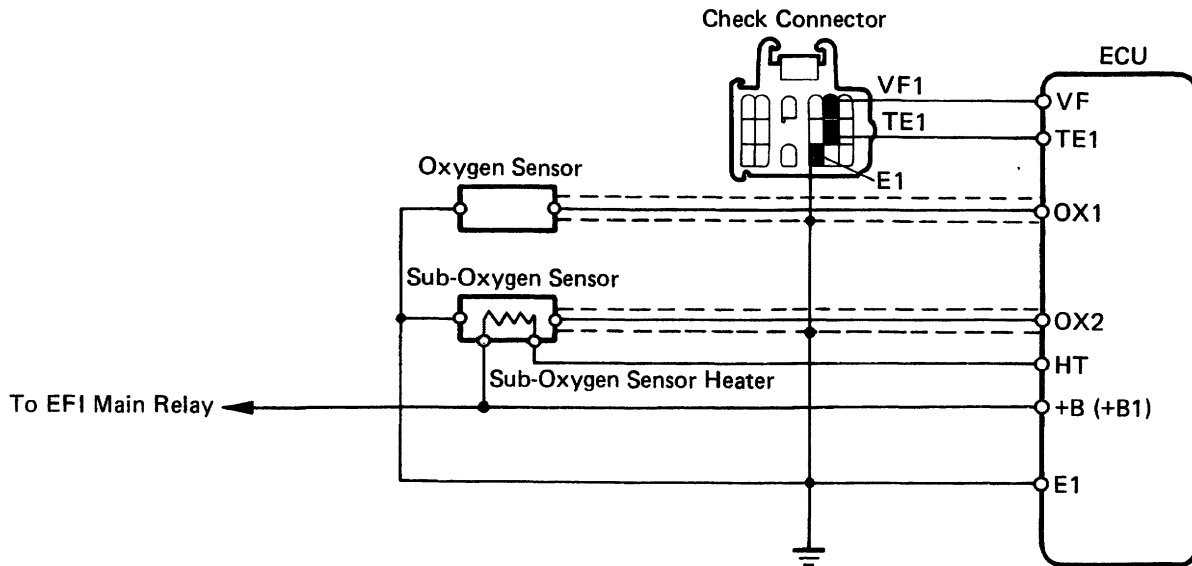 Check Connector
ECU
VF1
VF
TE1
TE1
E1
Oxygen Sensor
OX1
Sub-Oxygen Sensor
OX2
HT
Sub-Oxygen Sensor Heater
To EFI Main Relay
+B (+B1)
E1